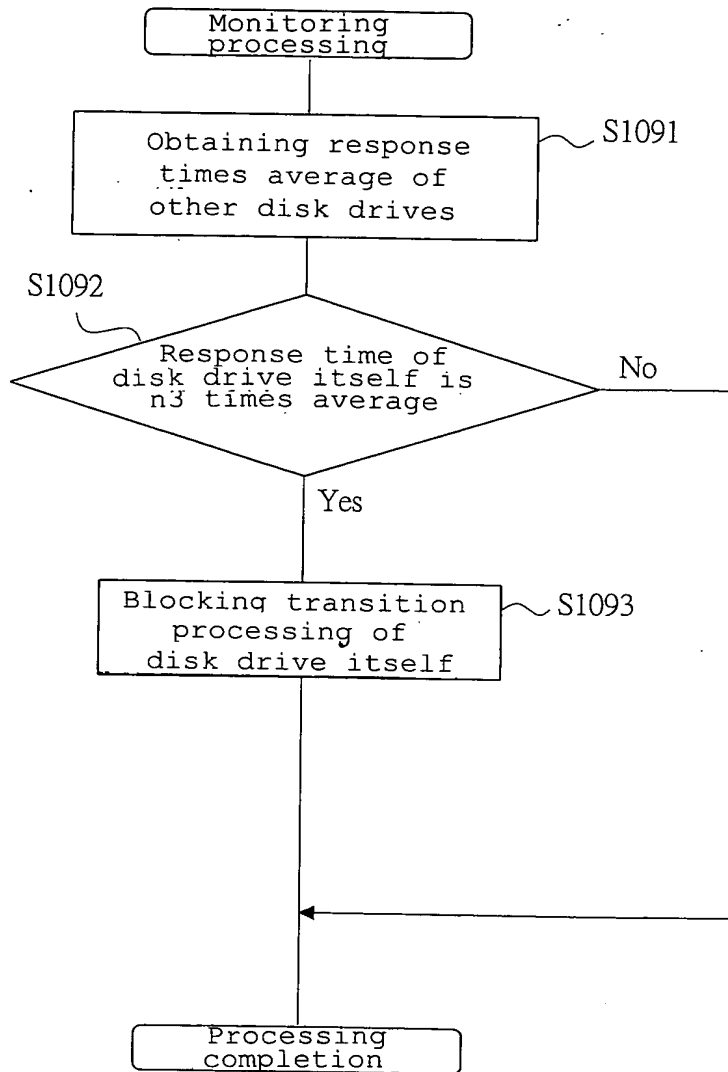 Monitoring
processing
Obtaining response
times average of
other disk drives
S1091
S1092
Response time of
disk drive itself is
n3 times average
No
Yes
Blocking transition
processing of
disk drive itself
S1093
Processing
completion